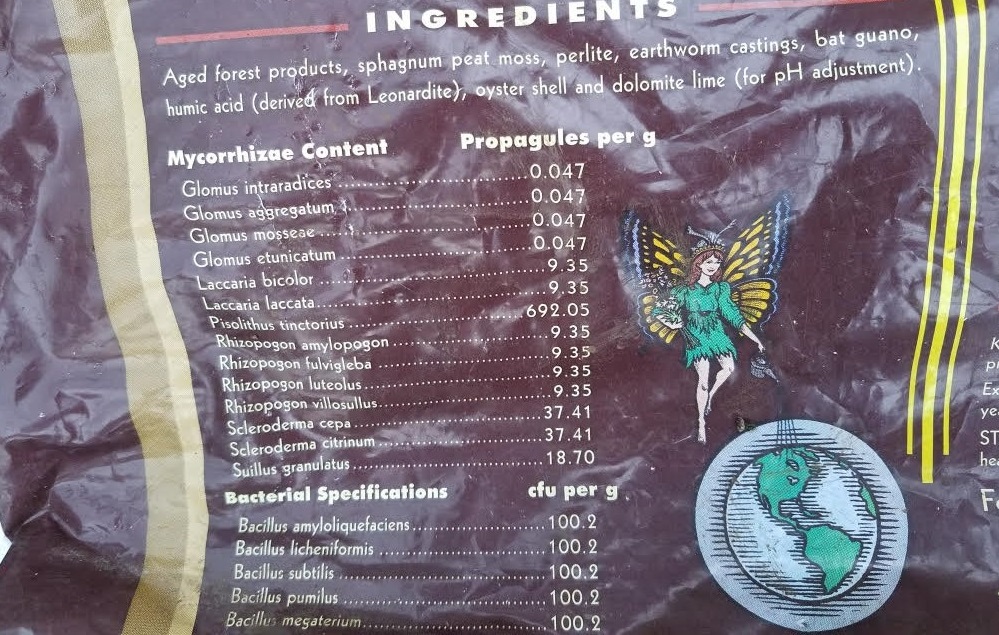 INGREDIENTS
Aged forest products, sphagnum peat moss, perlite, earthworm castings, bat guano,
humic acid (derived from Leonardite), oyster shell and dolomite lime (for pH adjustment).
Mycorrhizae Content Propagules per g
Glomus intraradices ........................ 0.047
Glomus aggregatum ........................ 0.047
Glomus mosseae ........................ 0.047
Glomus etunicatum ........................ 0.047
Laccaria bicolor ........................ 9.35
Laccaria laccata ........................ 9.35
Pisolithus tinctorius ........................ 692.05
Rhizopogon amylopogon ........................ 9.35
Rhizopogon fulvigleba ........................ 9.35
Rhizopogon luteolus ........................ 9.35
Rhizopogon villosullus ........................ 9.35
Scleroderma cepa ........................ 37.41
Scleroderma citrinum ........................ 37.41
Suillus granulatus ........................ 18.70
Bacterial Specifications cfu per g
Bacillus amyloliquefaciens ........................ 100.2
Bacillus licheniformis ........................ 100.2
Bacillus subtilis ........................ 100.2
Bacillus pumilus ........................ 100.2
Bacillus megaterium ........................ 100.2